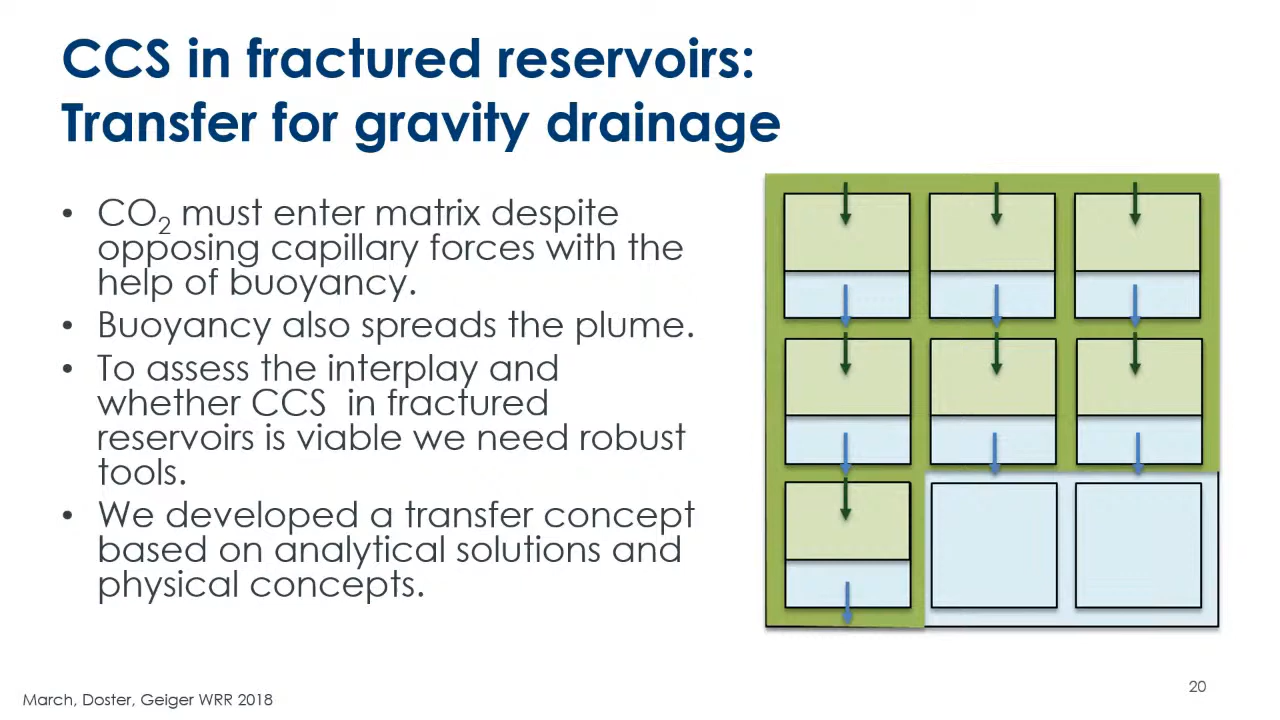 CCS in fractured reservoirs:
Transfer for gravity drainage
• CO2 must enter matrix despite
opposing capillary forces with the
help of buoyancy.
• Buoyancy also spreads the plume.
• To assess the interplay and
whether CCS  in fractured
reservoirs is viable we need robust
tools.
• We developed a transfer concept
based on analytical solutions and
physical concepts.
March, Doster, Geiger WRR 2018
20